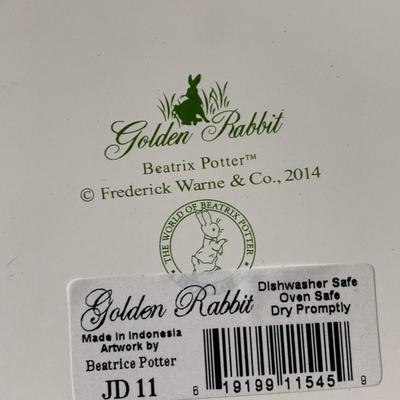 Golden Rabbit
Beatrix Potter™
© Frederick Warne & Co., 2014
THE WORLD OF BEATRIX POTTER
Golden Rabbit
Made in Indonesia
Artwork by
Beatrice Potter
JD 11
Dishwasher Safe
Oven Safe
Dry Promptly
6 19199 11545 9